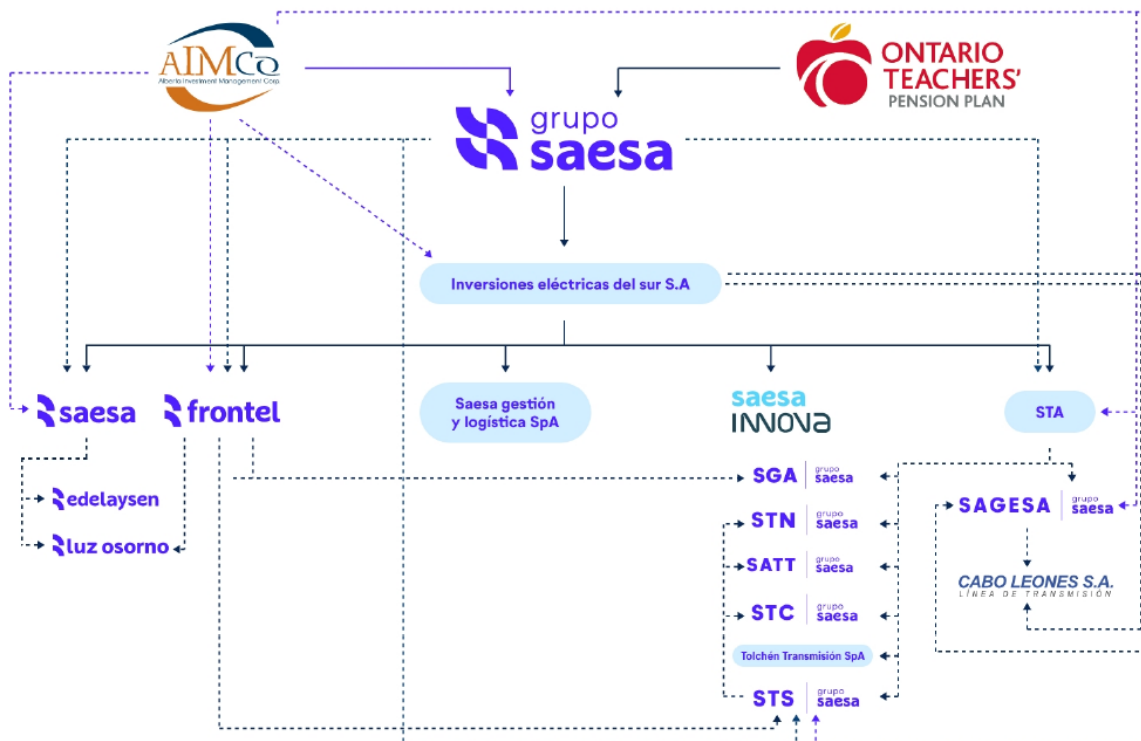 AIMCo
Alberta Investment Management Corp.
ONTARIO
TEACHERS'
PENSION PLAN
grupo
saesa
Inversiones eléctricas del sur S.A
saesa
frontel
Saesa gestión
y logística SpA
saesa
INNOVA
STA
edelaysen
luz osorno
SGA
grupo
saesa
STN
grupo
saesa
SATT
grupo
saesa
STC
grupo
saesa
Tolchén Transmisión SpA
STS
grupo
saesa
SAGESA
grupo
saesa
CABO LEONES S.A.
LÍNEA DE TRANSMISIÓN